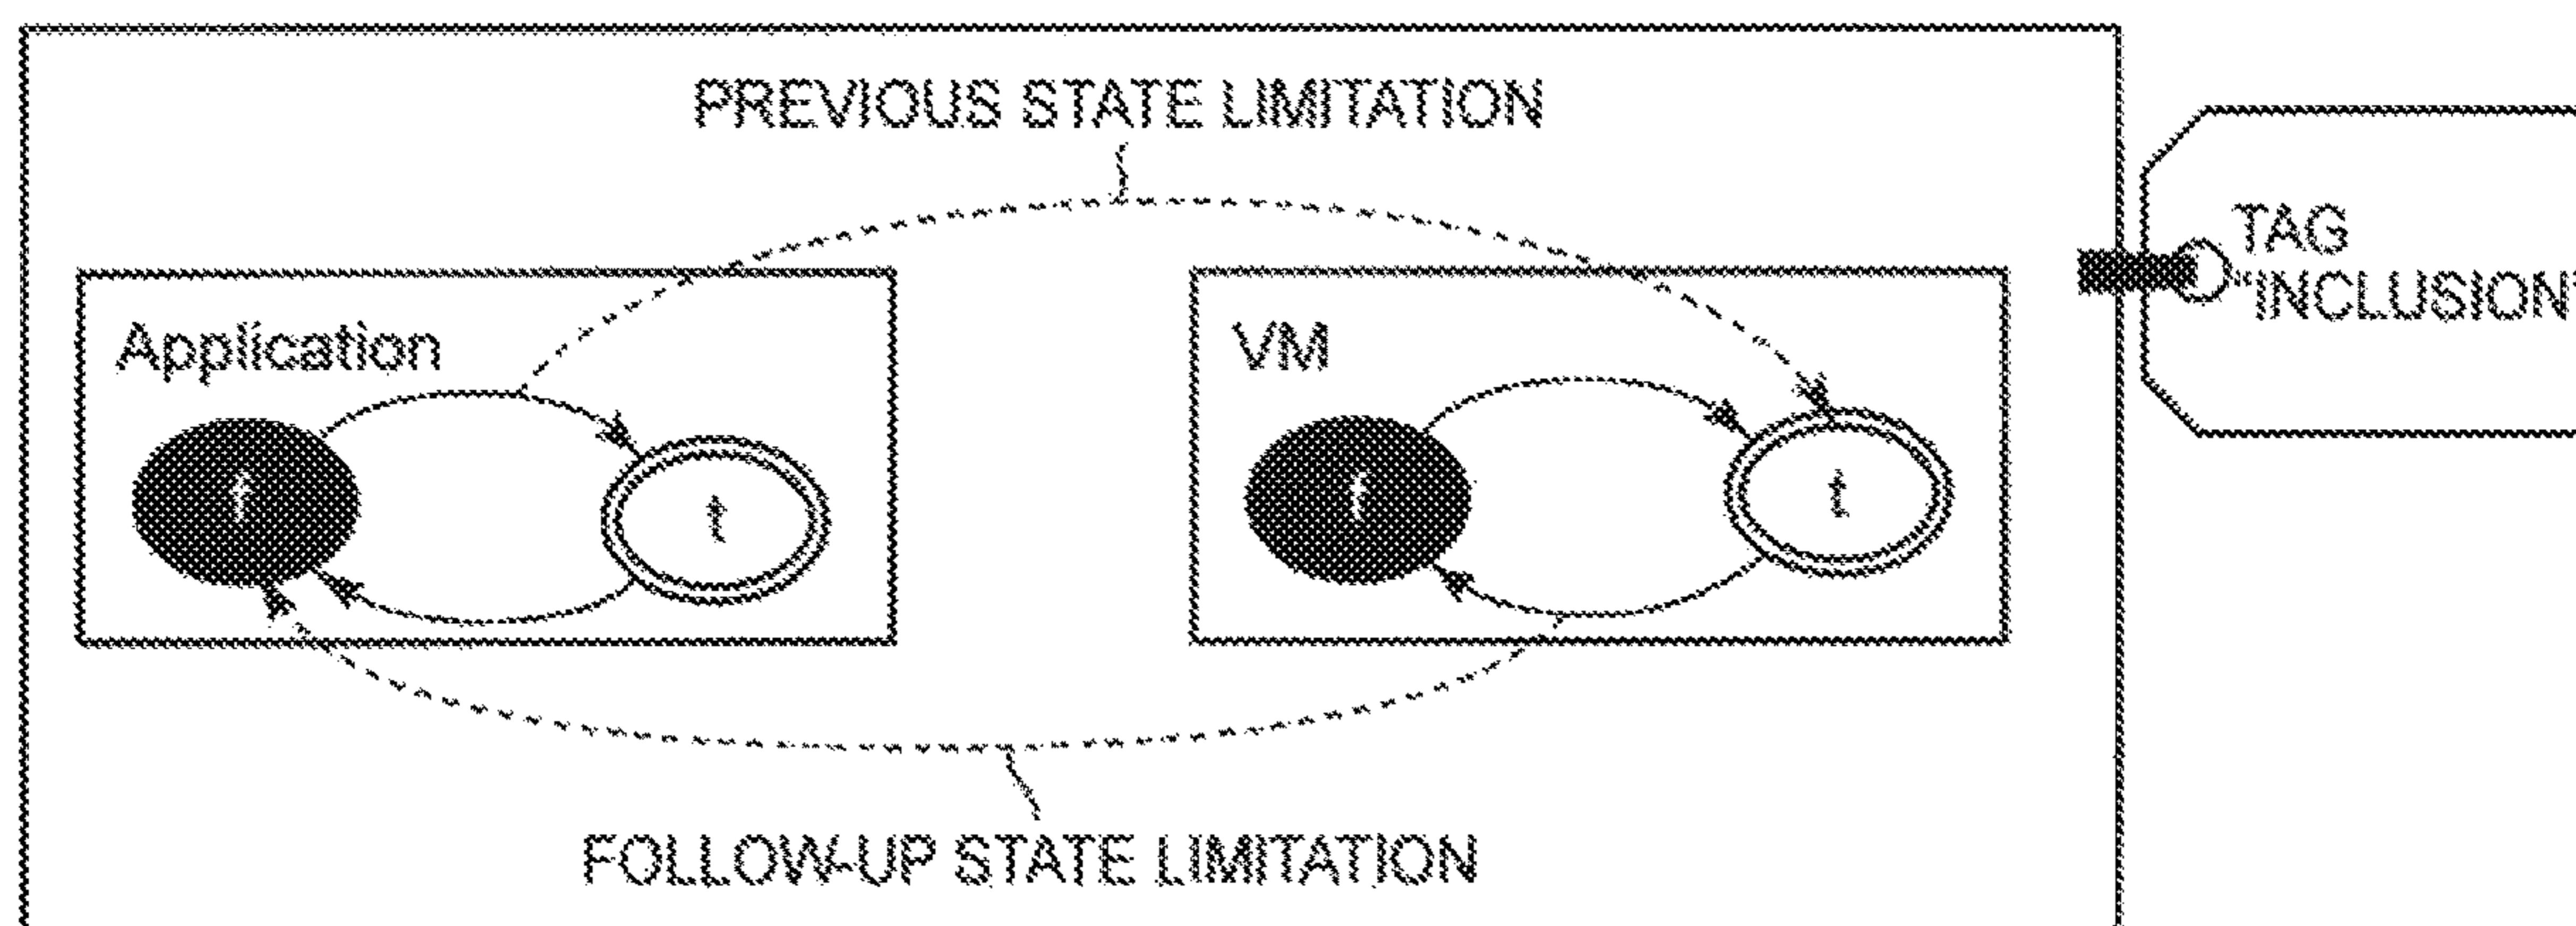 PREVIOUS STATE LIMITATION
TAG
"INCLUSION"
Application
VM
f
t
f
t
FOLLOW-UP STATE LIMITATION